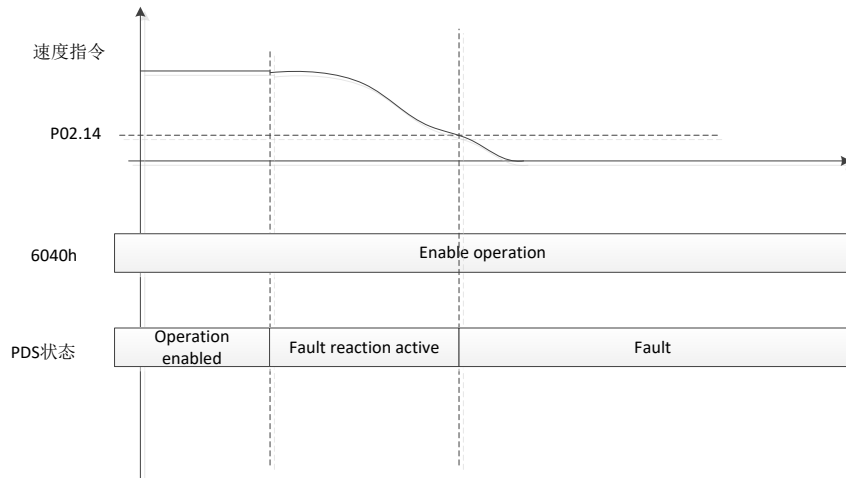 速度指令
P02.14
6040h
Enable operation
PDS状态
Operation
enabled
Fault reaction active
Fault